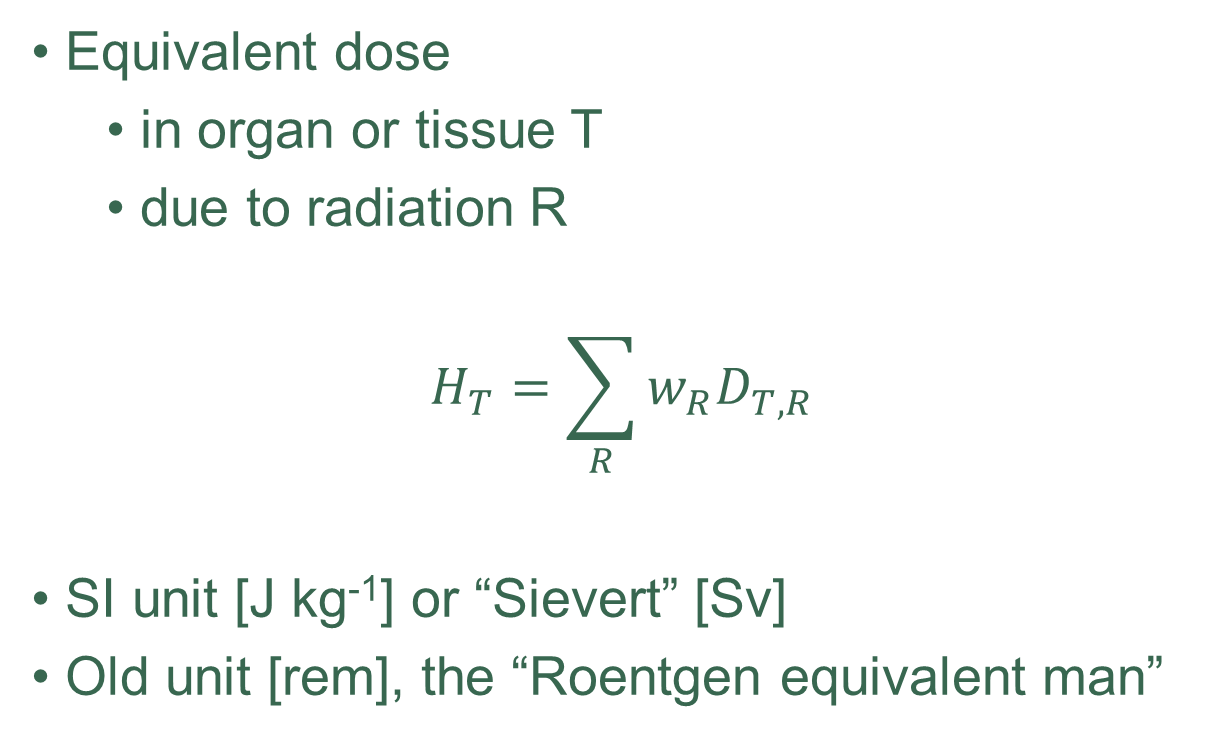 • Equivalent dose
• in organ or tissue T
• due to radiation R
H_T = ∑_R w_R D_{T,R}
• SI unit [J kg⁻¹] or “Sievert” [Sv]
• Old unit [rem], the “Roentgen equivalent man”